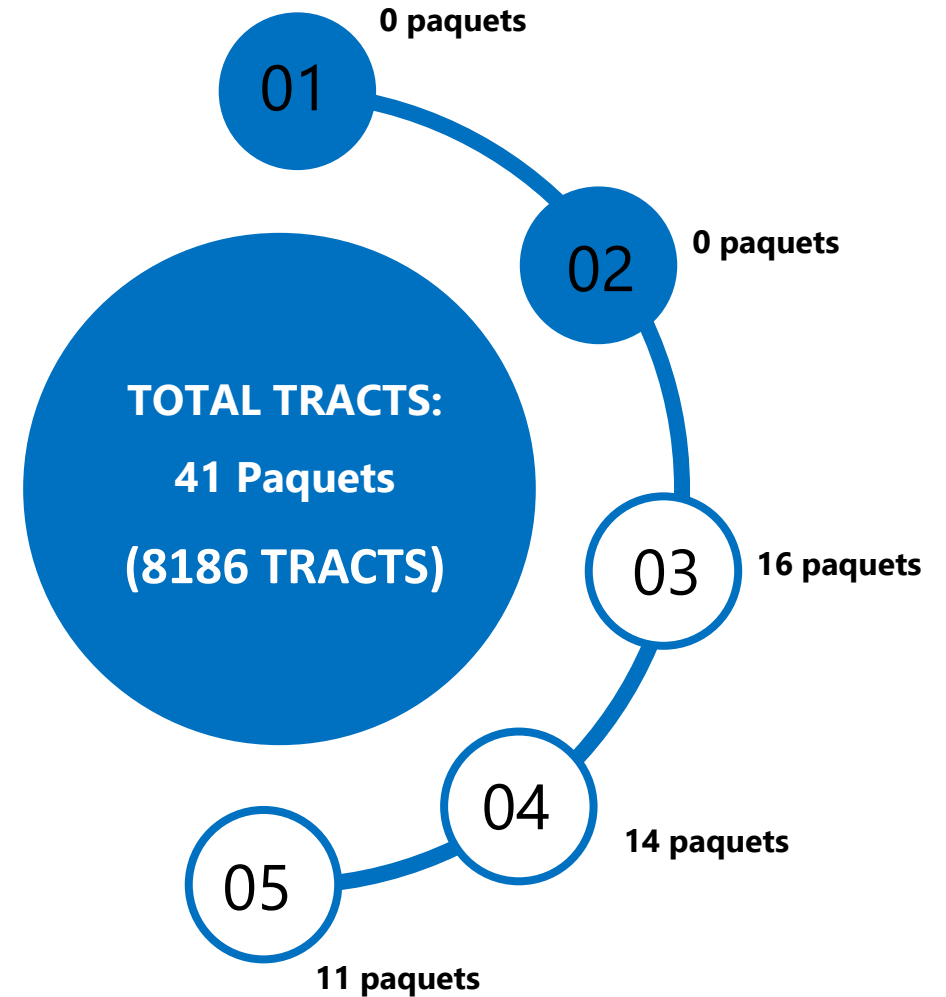 0 paquets
01
02
0 paquets
TOTAL TRACTS:
41 Paquets
(8186 TRACTS)
03
16 paquets
04
14 paquets
05
11 paquets